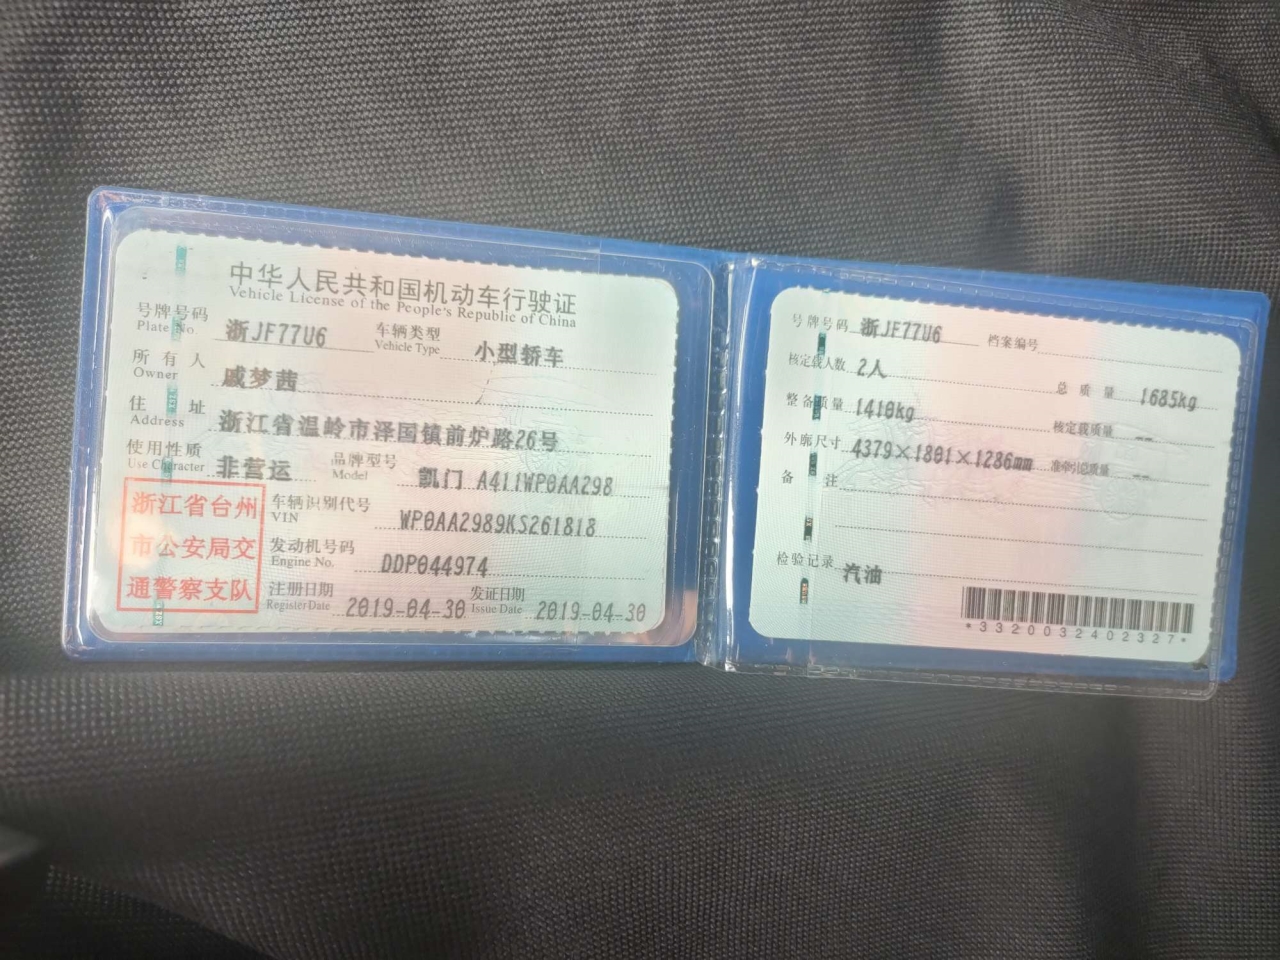 中华人民共和国机动车行驶证
Vehicle License of the People's Republic of China
号牌号码 浙JF77U6 车辆类型 小型轿车
Plate No. Vehicle Type
所有人 戚梦茜
Owner
住址 浙江省温岭市泽国镇前炉路26号
Address
使用性质 非营运 品牌型号 凯门 A411WP0AA298
Use Character Model
浙江省台州
市公安局交
通警察支队
车辆识别代号 WP0AA2989KS261818
VIN
发动机号码 DDP044974
Engine No.
注册日期 2019-04-30 发证日期 2019-04-30
Register Date Issue Date
号牌号码 浙JF77U6 档案编号
核定载人数 2人 总质量 1685kg
整备质量 1410kg 核定载质量 --
外廓尺寸 4379×1801×1286mm 准牵引总质量 --
备注
检验记录 汽油
*3320032402327*